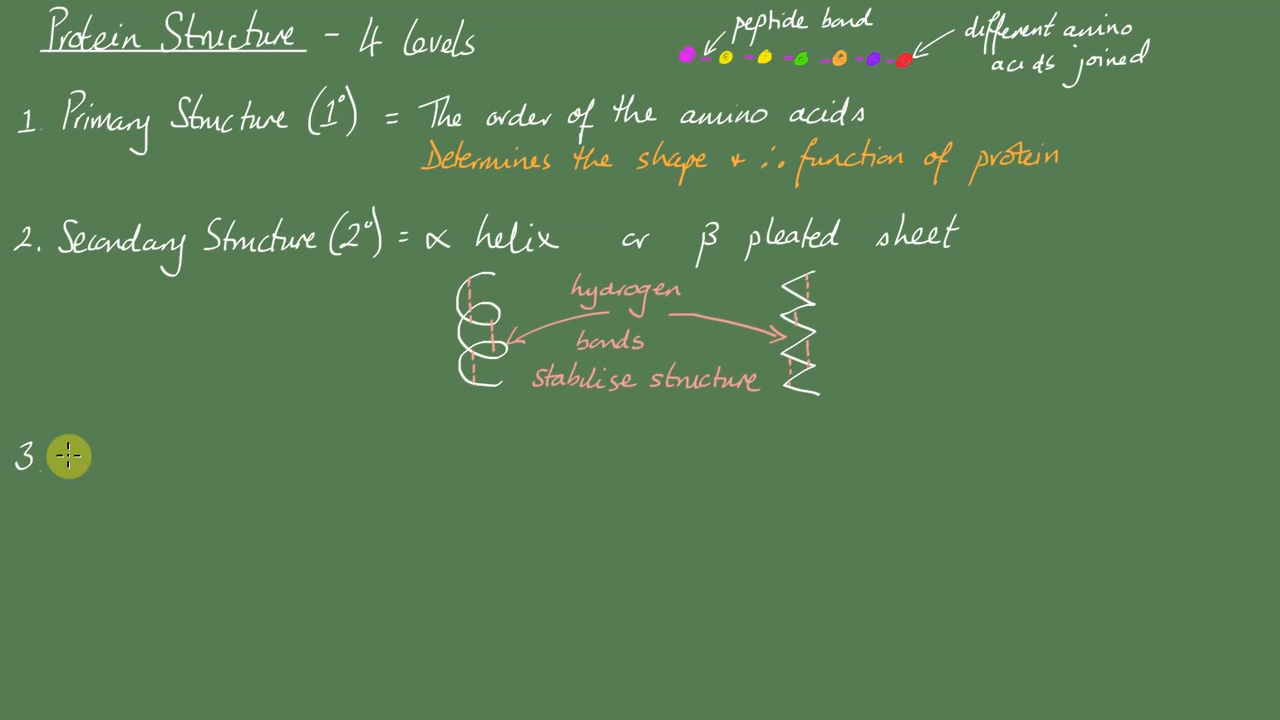 Protein Structure - 4 levels
peptide bond
different amino
acids joined
1. Primary Structure (1°) = The order of the amino acids
Determines the shape + ∴ function of protein
2. Secondary Structure (2°) = α helix or β pleated sheet
hydrogen
bonds
stabilise structure
3.